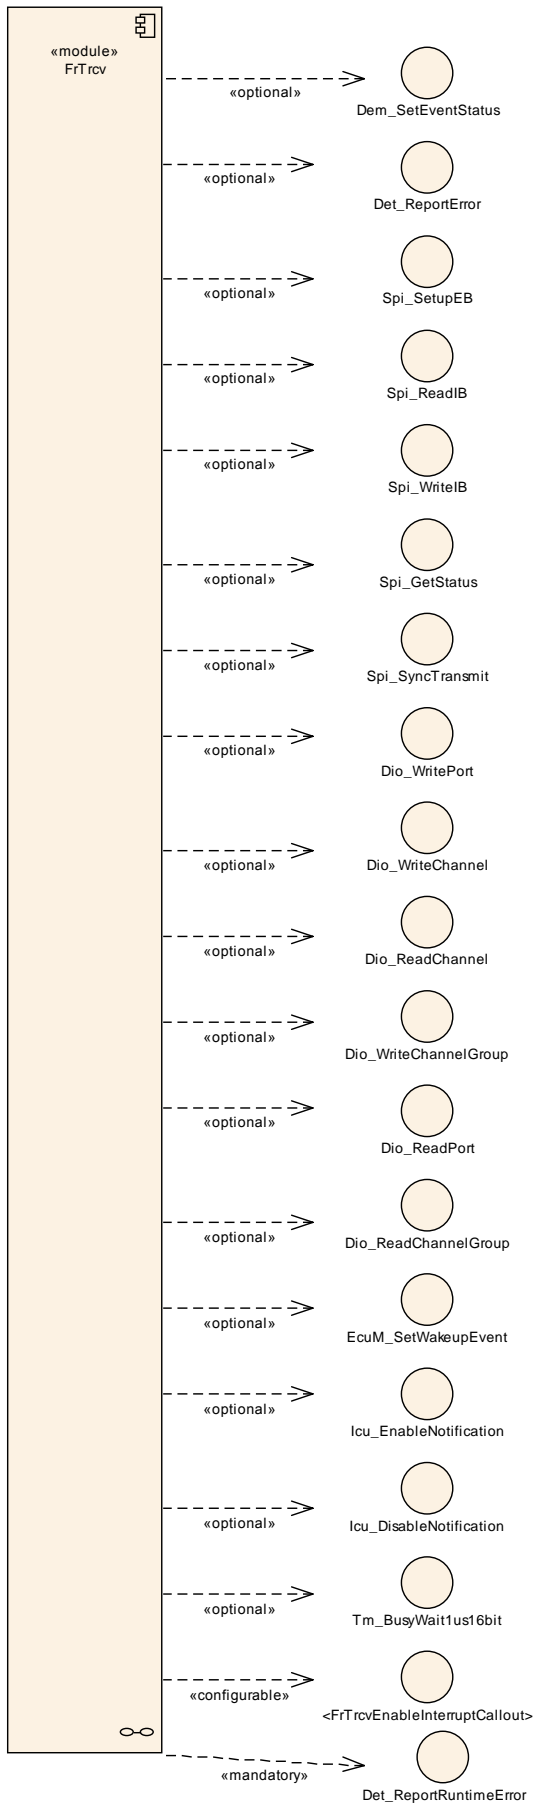 «module»
FrTrcv
«optional»
Dem_SetEventStatus
«optional»
Det_ReportError
«optional»
Spi_SetupEB
«optional»
Spi_ReadIB
«optional»
Spi_WriteIB
«optional»
Spi_GetStatus
«optional»
Spi_SyncTransmit
«optional»
Dio_WritePort
«optional»
Dio_WriteChannel
«optional»
Dio_ReadChannel
«optional»
Dio_WriteChannelGroup
«optional»
Dio_ReadPort
«optional»
Dio_ReadChannelGroup
«optional»
EcuM_SetWakeupEvent
«optional»
Icu_EnableNotification
«optional»
Icu_DisableNotification
«optional»
Tm_BusyWait1us16bit
«configurable»
<FrTrcvEnableInterruptCallout>
«mandatory»
Det_ReportRuntimeError